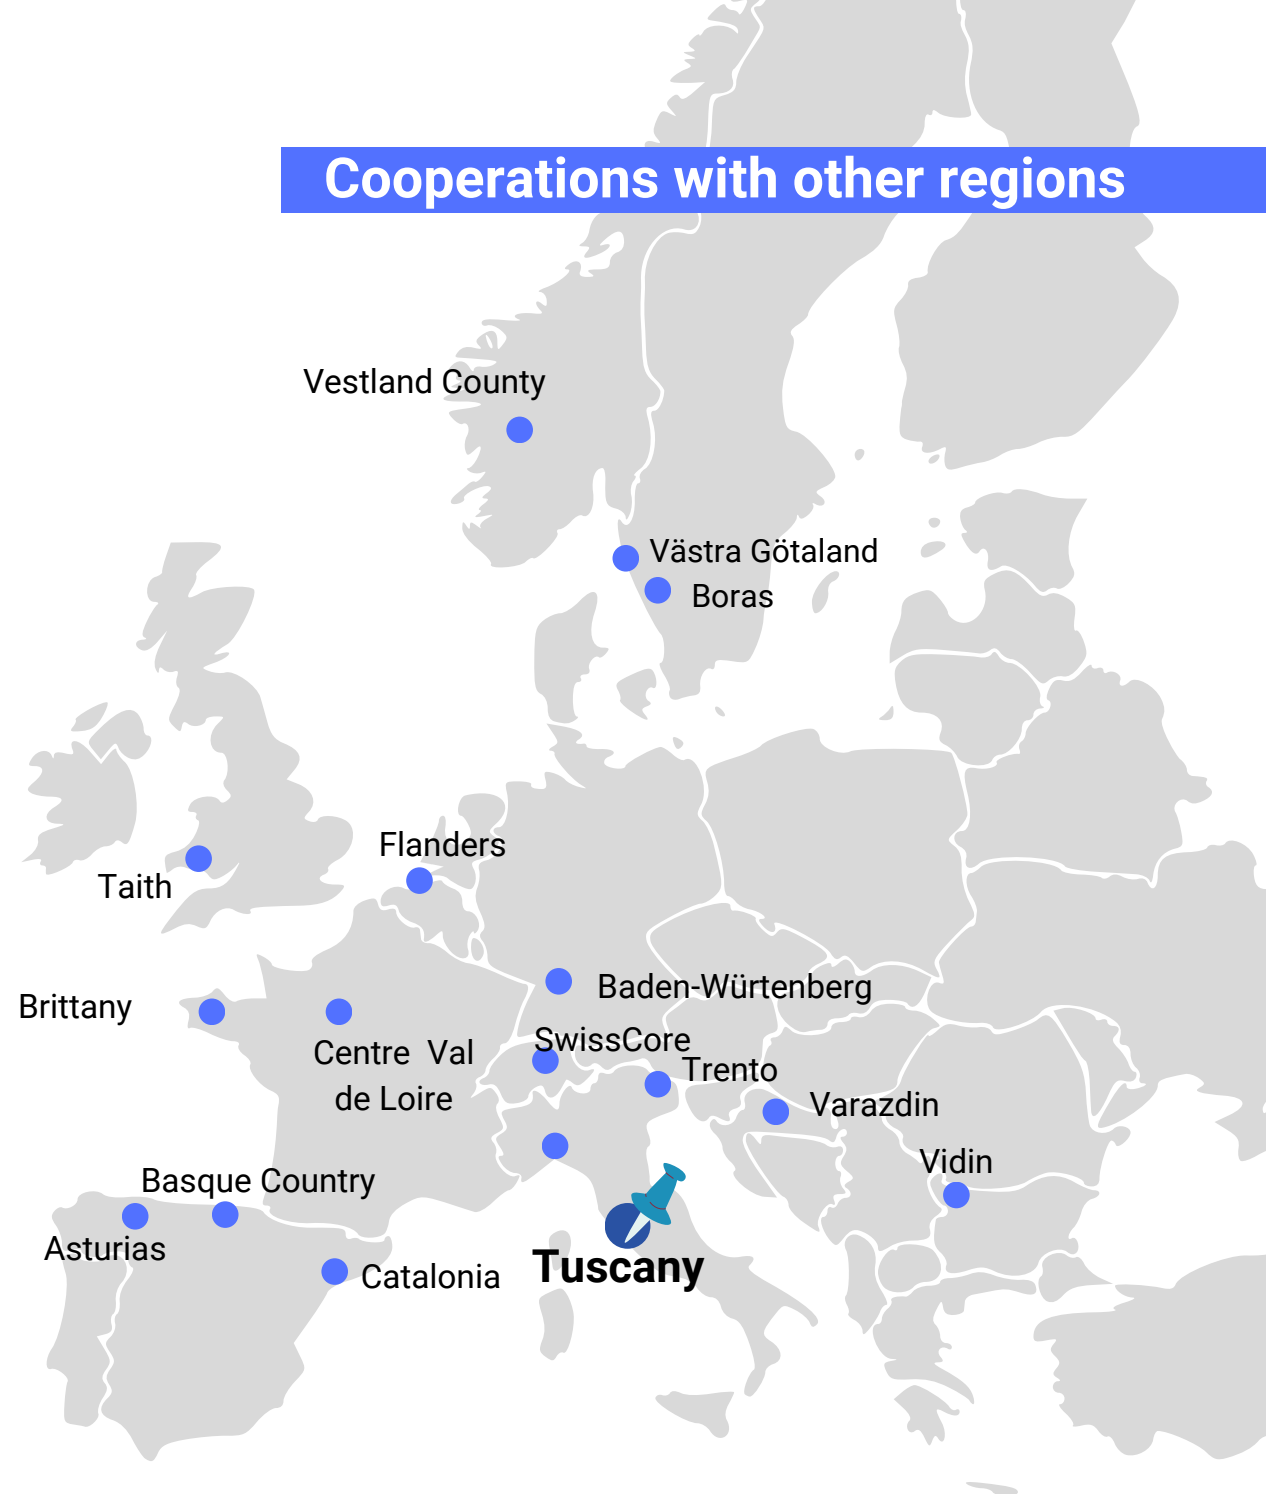 Cooperations with other regions
Vestland County
Västra Götaland
Boras
Flanders
Taith
Baden-Würtenberg
Brittany
SwissCore
Centre Val
de Loire
Trento
Varazdin
Vidin
Basque Country
Asturias
Tuscany
Catalonia